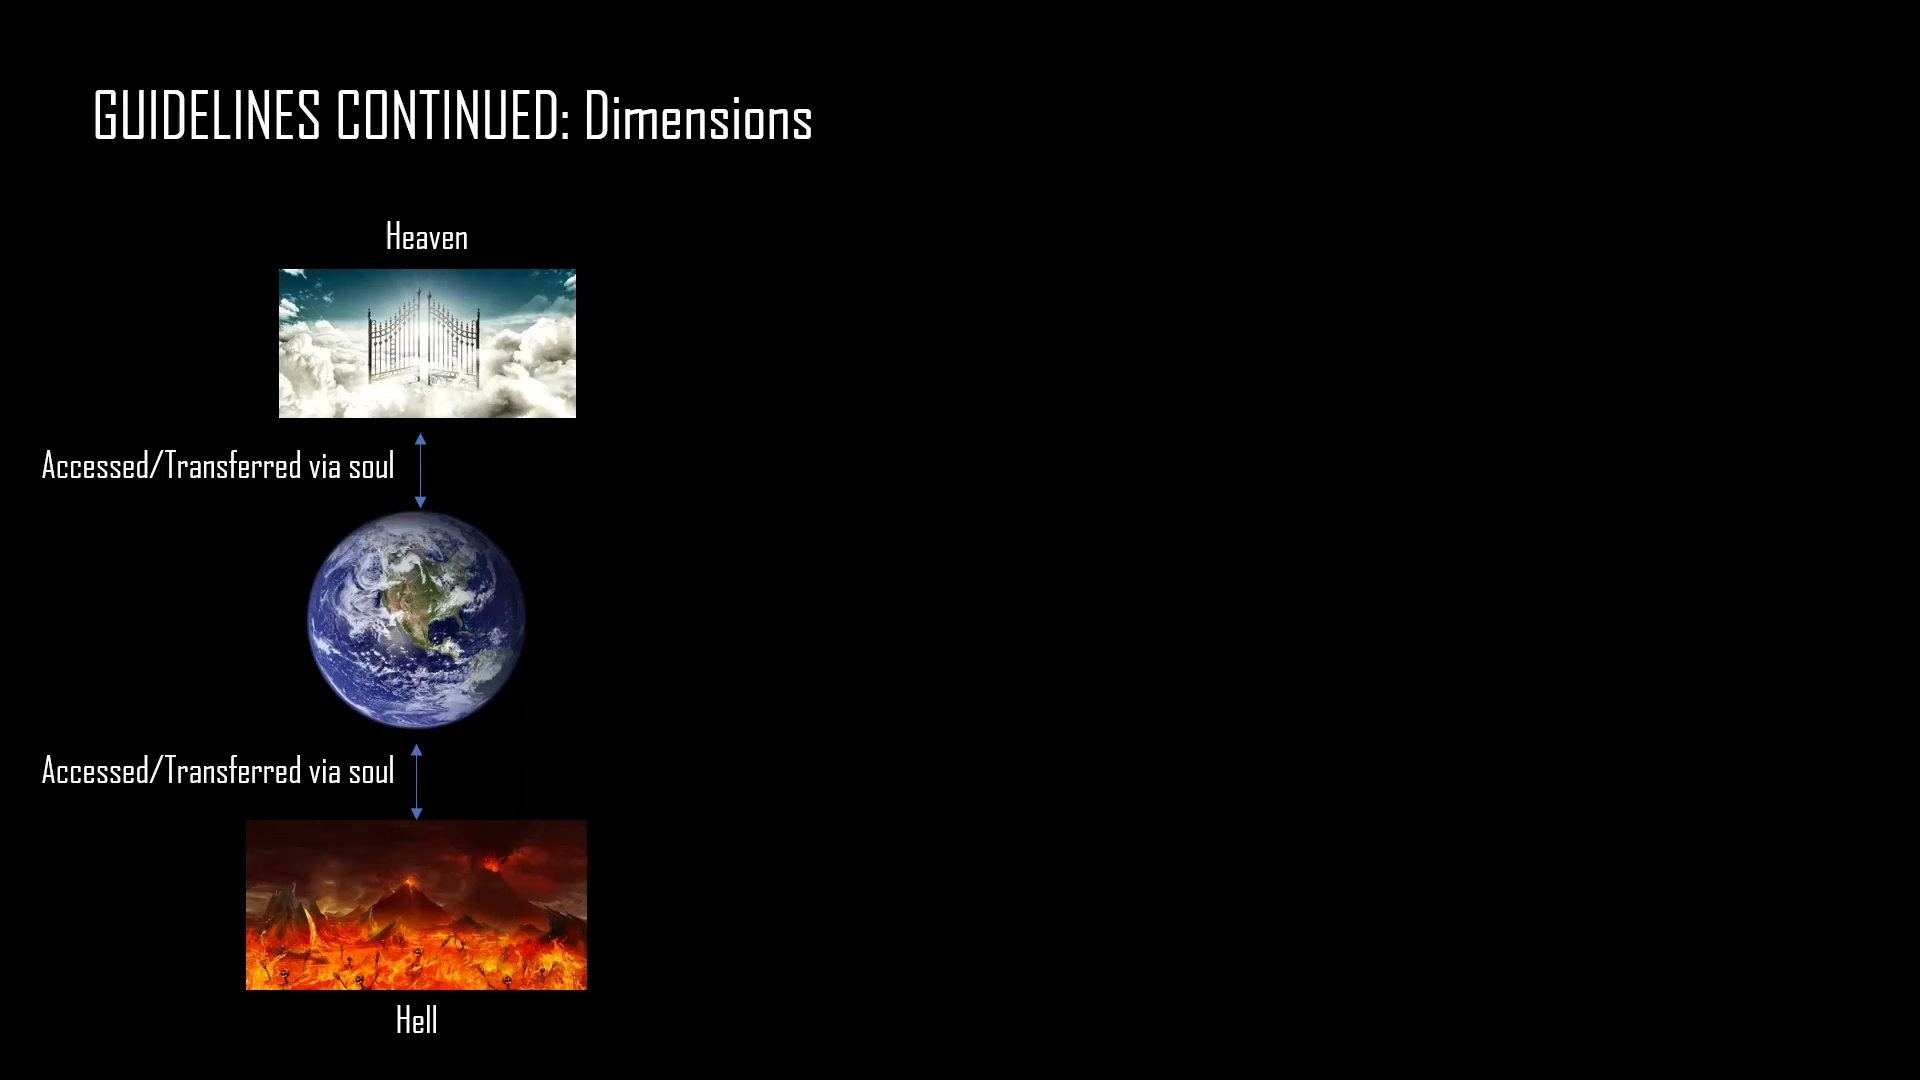 GUIDELINES CONTINUED: Dimensions
Heaven
Accessed/Transferred via soul
Accessed/Transferred via soul
Hell